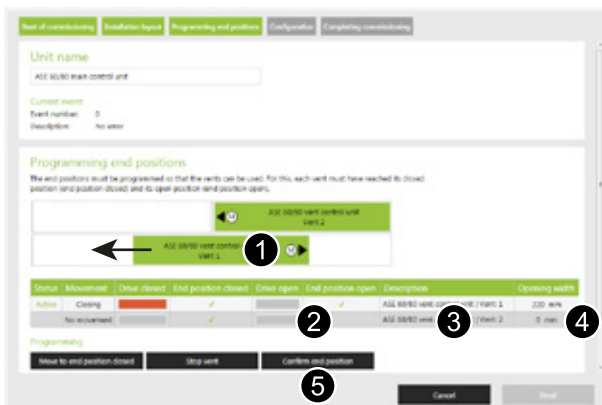 Start of commissioning Installation layout Programming end positions Configuration Completing commissioning
Unit name
ASE 60/80 main control unit
Current event
Event number: 0
Description: No error
Programming end positions
The end positions must be programmed so that the vents can be used. For this, each vent must have reached its closed
position (end position closed) and its open position (end position open).
ASE 60/80 vent control unit
Vent 2
M
ASE 60/80 vent control
Vent 1
1
M
Status Movement Drive closed End position closed Drive open End position open Description Opening width
Active Closing ✓ ✓ ASE 60/80 vent control unit / Vent 1 220 mm
No movement ✓ 2 ASE 60/80 vent 3 / Vent 2 0 mm 4
Programming
Move to end position closed Stop vent Confirm end position
5
Cancel Next